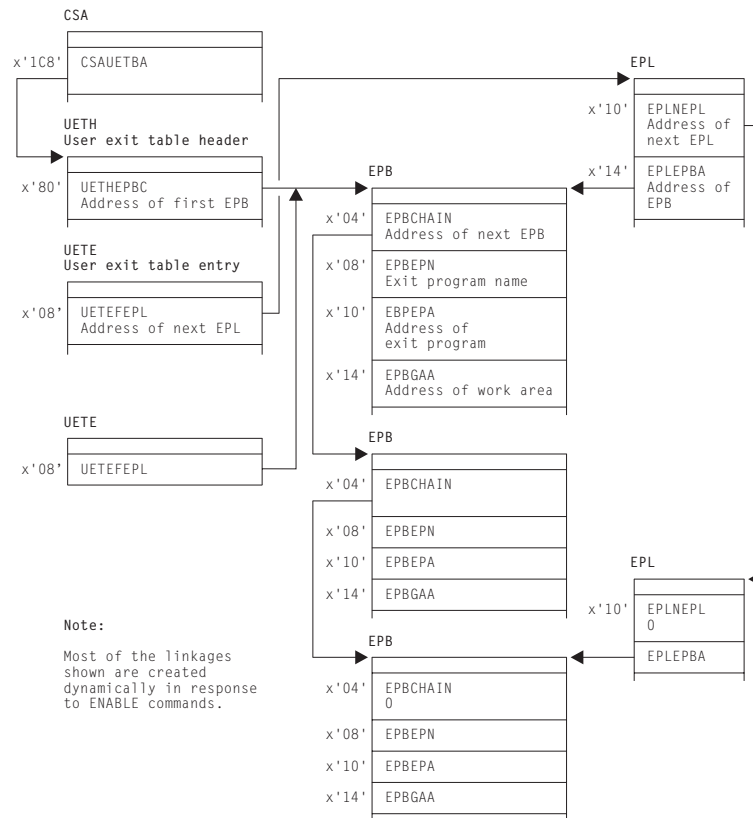 CSA
x'1C8'
CSAUETBA
UETH
User exit table header
x'80'
UETHEPBC
Address of first EPB
UETE
User exit table entry
x'08'
UETEFEPL
Address of next EPL
UETE
x'08’
UETEFEPL
Note:
Most of the linkages
shown are created
dynamically in response
to ENABLE commands.
EPB
x'04'
EPBCHAIN
Address of next EPB
x'08'
EPBEPN
Exit program name
x'10'
EBPEPA
Address of
exit program
x'14'
EPBGAA
Address of work area
EPB
x'04'
EPBCHAIN
x'08'
EPBEPN
x'10'
EPBEPA
x'14'
EPBGAA
EPB
x'04'
EPBCHAIN
0
x'08'
EPBEPN
x'10'
EPBEPA
x'14'
EPBGAA
EPL
x'10'
EPLNEPL
Address of
next EPL
x'14'
EPLEPBA
Address of
EPB
EPL
x'10'
EPLNEPL
0
EPLEPBA